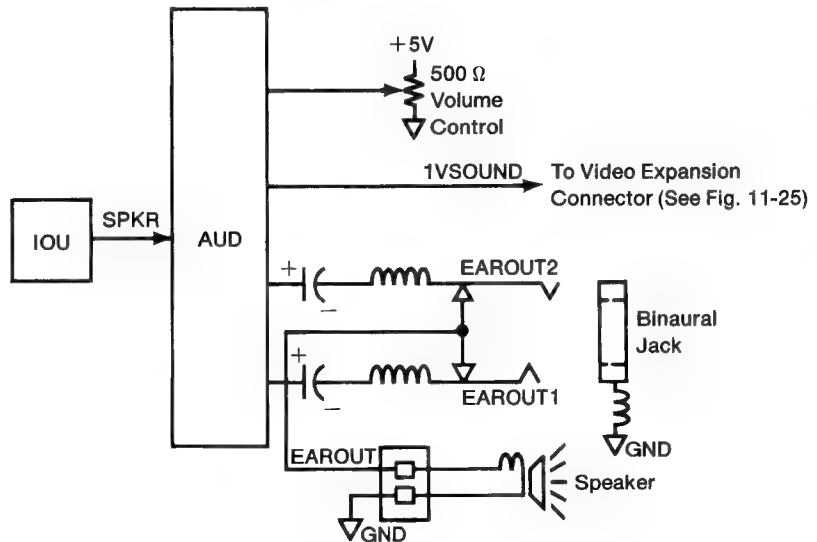 +5V
500 Ω
Volume
Control
1VSOUND
To Video Expansion
Connector (See Fig. 11-25)
SPKR
IOU
AUD
+
EAROUT2
–
Binaural
Jack
+
EAROUT1
–
GND
EAROUT
Speaker
GND